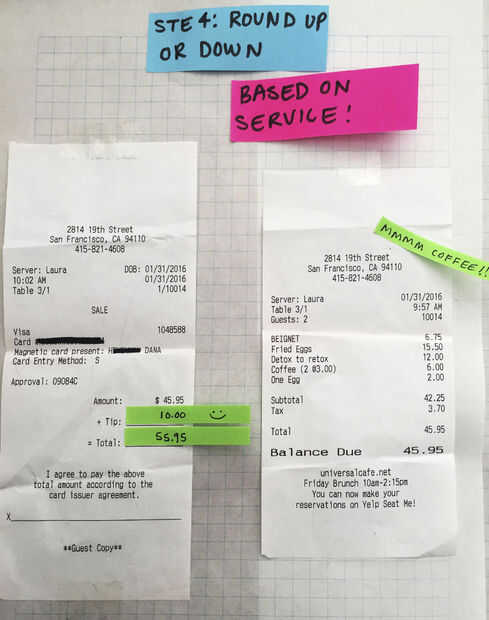 STE 4: ROUND UP
OR DOWN
BASED ON
SERVICE!
2814 19th Street
San Francisco, CA 94110
415-821-4608
Server: Laura DOB: 01/31/2016
10:02 AM 01/31/2016
Table 3/1 1/10014
SALE
Visa 1048588
Card
Magnetic card present: H DANA
Card Entry Method: S
Approval: 09084C
Amount: $ 45.95
+ Tip: 10.00
= Total: 55.95
I agree to pay the above
total amount according to the
card issuer agreement.
X
**Guest Copy**
MMMM COFFEE!!
2814 19th Street
San Francisco, CA 94110
415-821-4608
Server: Laura 01/31/2016
Table 3/1 9:57 AM
Guests: 2 10014
BEIGNET 6.75
Fried Eggs 15.50
Detox to retox 12.00
Coffee (2 @3.00) 6.00
One Egg 2.00
Subtotal 42.25
Tax 3.70
Total 45.95
Balance Due 45.95
universalcafe.net
Friday Brunch 10am-2:15pm
You can now make your
reservations on Yelp Seat Me!